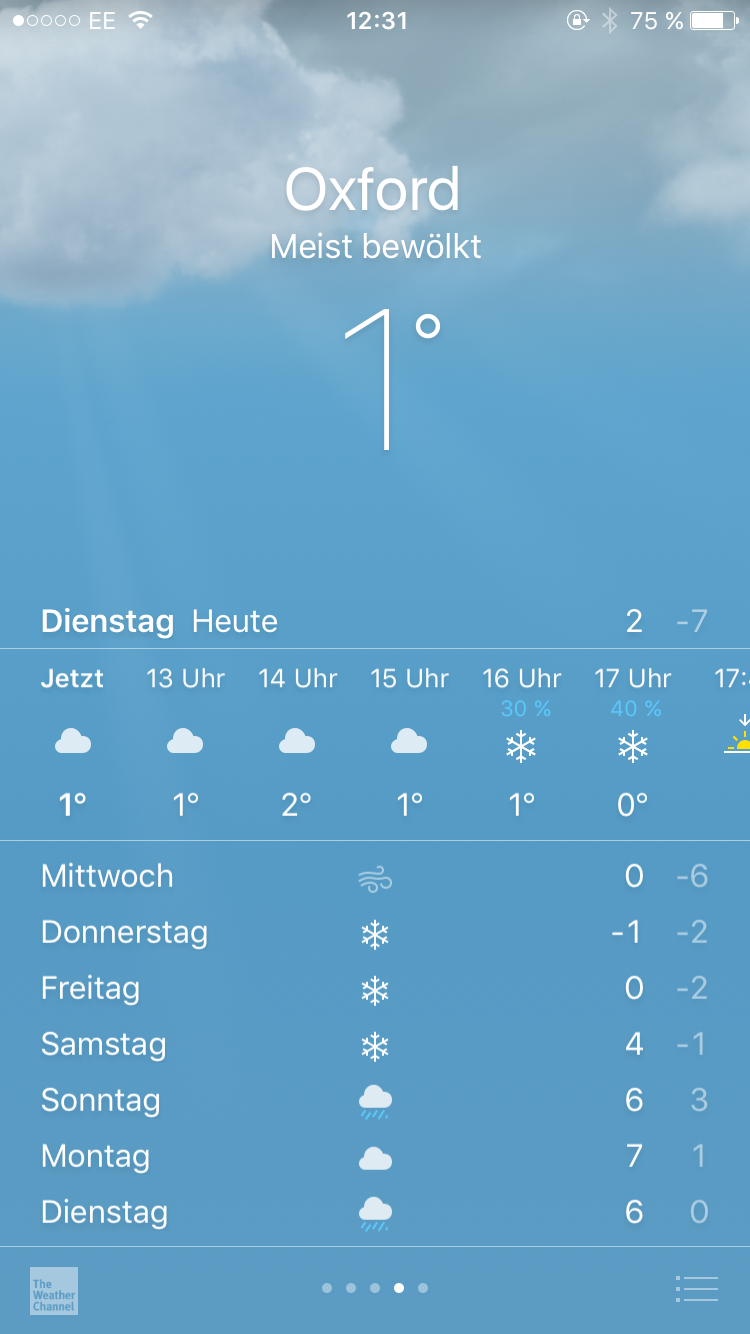 EE 12:31 75 %
Oxford
Meist bewölkt
1°
Dienstag Heute 2 -7
Jetzt 13 Uhr 14 Uhr 15 Uhr 16 Uhr 17 Uhr 17:
30 % 40 %
1° 1° 2° 1° 1° 0°
Mittwoch 0 -6
Donnerstag -1 -2
Freitag 0 -2
Samstag 4 -1
Sonntag 6 3
Montag 7 1
Dienstag 6 0
The
Weather
Channel